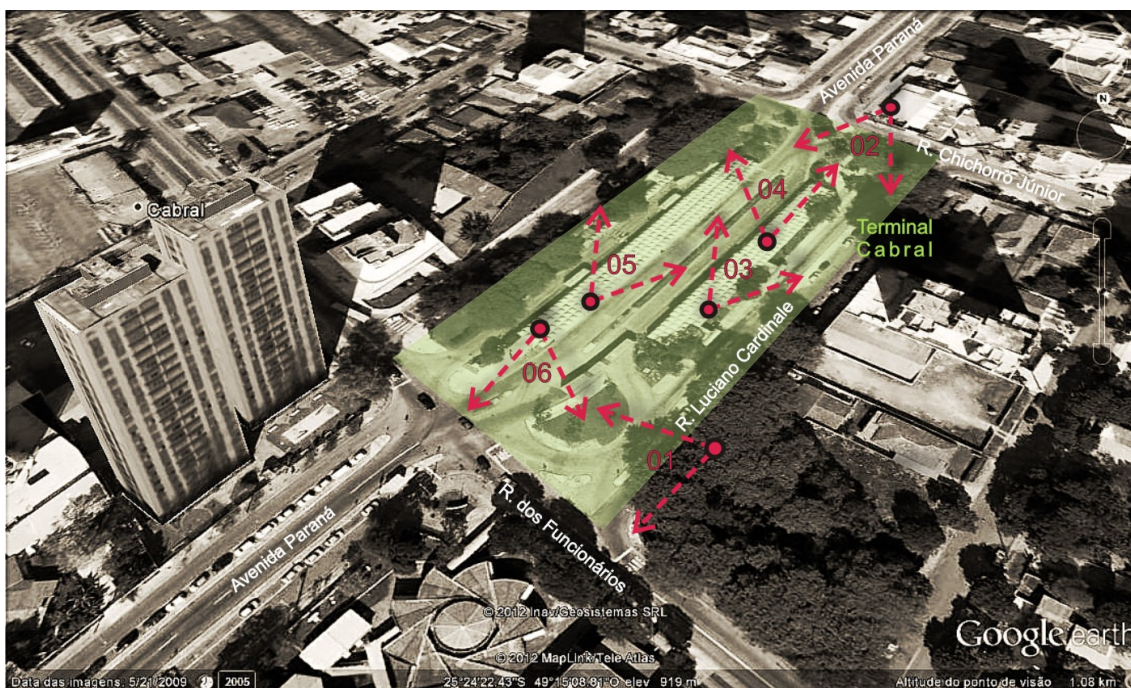 Avenida Paraná
02
R. Chichorro Júnior
N
Cabral
04
Terminal
Cabral
05
03
R. Luciano Cardinale
06
01
R. dos Funcionários
Avenida Paraná
© 2012 Inav/Geosistemas SRL
Google earth
© 2012 MapLink/Tele Atlas
Data das imagens: 5/21/2009
2005
25°24'22.43"S 49°15'08.81"O elev 919 m
Altitude do ponto de visão 1.08 km